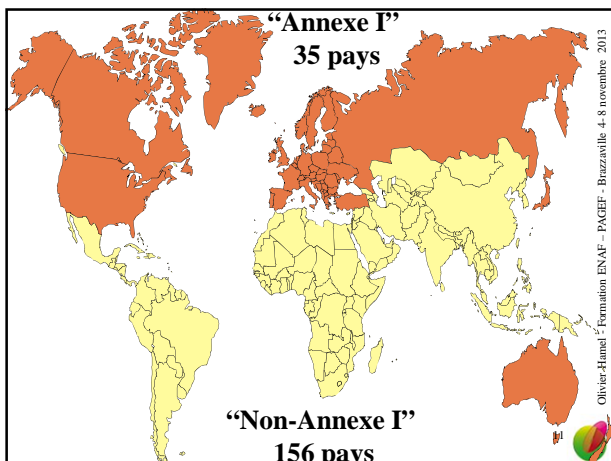 “Annexe I”
35 pays
“Non-Annexe I”
156 pays
Olivier-Hamel - Formation ENAF – PAGEF - Brazzaville 4- 8 novembre 2013